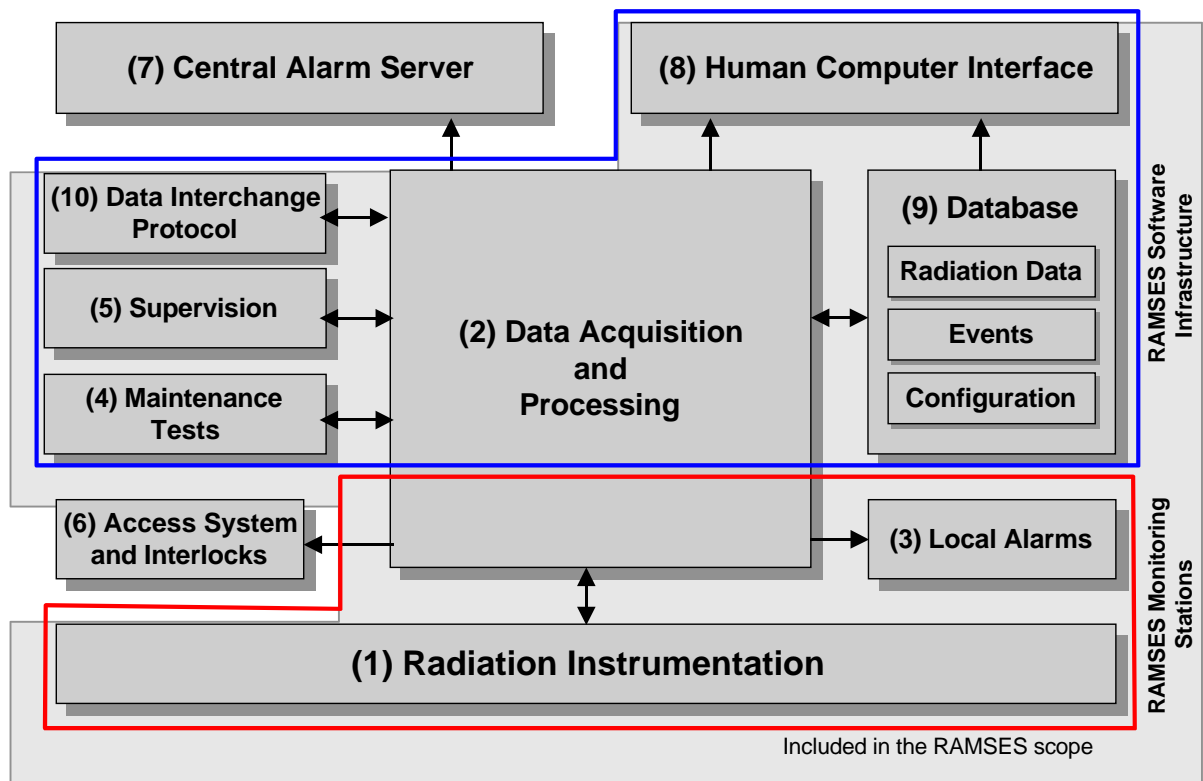 (7) Central Alarm Server
(8) Human Computer Interface
(10) Data Interchange
Protocol
(5) Supervision
(4) Maintenance
Tests
(2) Data Acquisition
and
Processing
(9) Database
Radiation Data
Events
Configuration
RAMSES Software
Infrastructure
(6) Access System
and Interlocks
(3) Local Alarms
RAMSES Monitoring
Stations
(1) Radiation Instrumentation
Included in the RAMSES scope